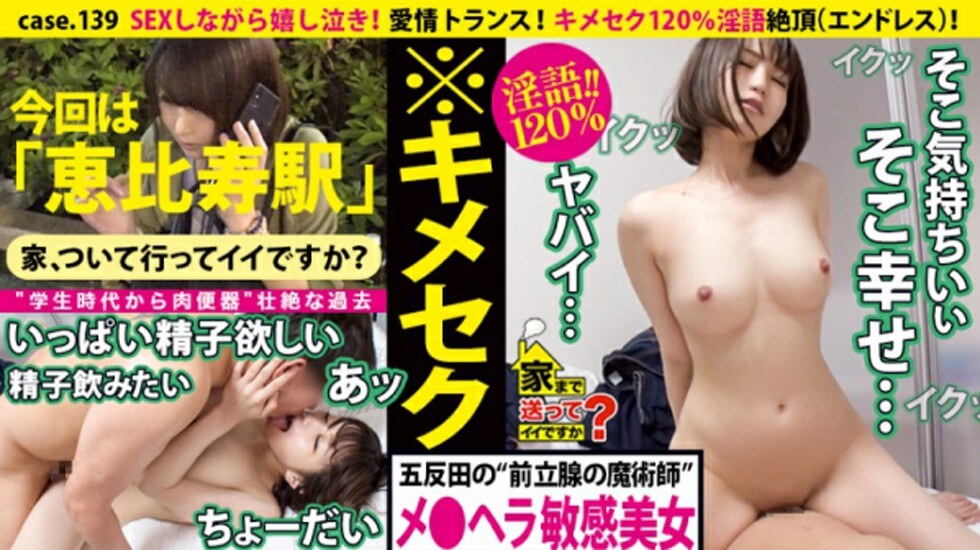 case.139 SEXしながら嬉し泣き!愛情トランス!キメセク120%淫語絶頂(エンドレス)!
今回は
「恵比寿駅」
家、ついて行ってイイですか?
"学生時代から肉便器"壮絶な過去
いっぱい精子欲しい
精子飲みたい
あッ
ちょーだい
※キメセク
淫語!!
120%
イクッ
ヤバイ…
イクッ
そこ気持ちいい
そこ幸せ…
イクッ
家まで
送って
イイですか
?
五反田の"前立腺の魔術師"
メ●ヘラ敏感美女